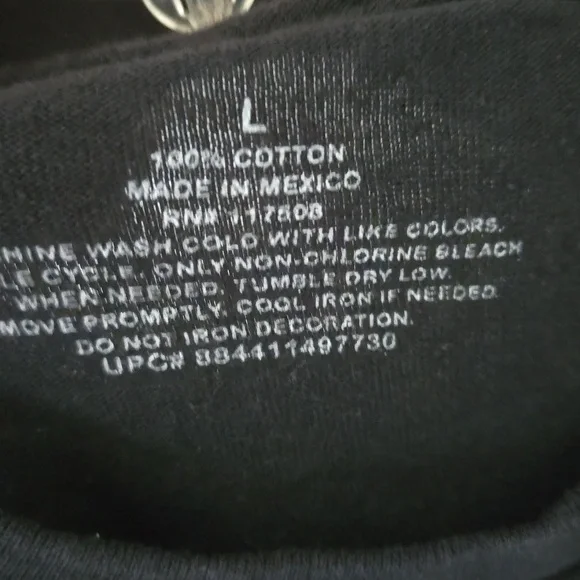 L
100% COTTON
MADE IN MEXICO
RN# 117508
HINE WASH COLD WITH LIKE COLORS.
LE CYCLE. ONLY NON-CHLORINE BLEACH
WHEN NEEDED. TUMBLE DRY LOW.
MOVE PROMPTLY. COOL IRON IF NEEDED.
DO NOT IRON DECORATION.
UPC# 884411497730